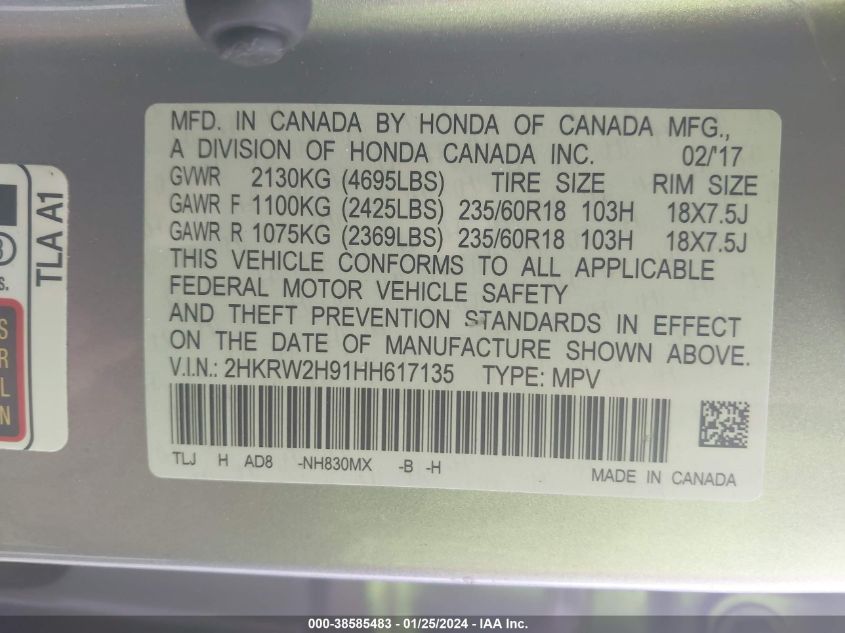 MFD. IN CANADA BY HONDA OF CANADA MFG.,
A DIVISION OF HONDA CANADA INC. 02/'17
GVWR 2130KG (4695LBS) TIRE SIZE RIM SIZE
GAWR F 1100KG (2425LBS) 235/60R18 103H 18X7.5J
GAWR R 1075KG (2369LBS) 235/60R18 103H 18X7.5J
THIS VEHICLE CONFORMS TO ALL APPLICABLE
FEDERAL MOTOR VEHICLE SAFETY
AND THEFT PREVENTION STANDARDS IN EFFECT
ON THE DATE OF MANUFACTURE SHOWN ABOVE.
V.I.N.: 2HKRW2H91HH617135 TYPE: MPV
TLJ H AD8 -NH830MX -B -H
MADE IN CANADA
TLA A1
000-38585483 - 01/25/2024 - IAA Inc.